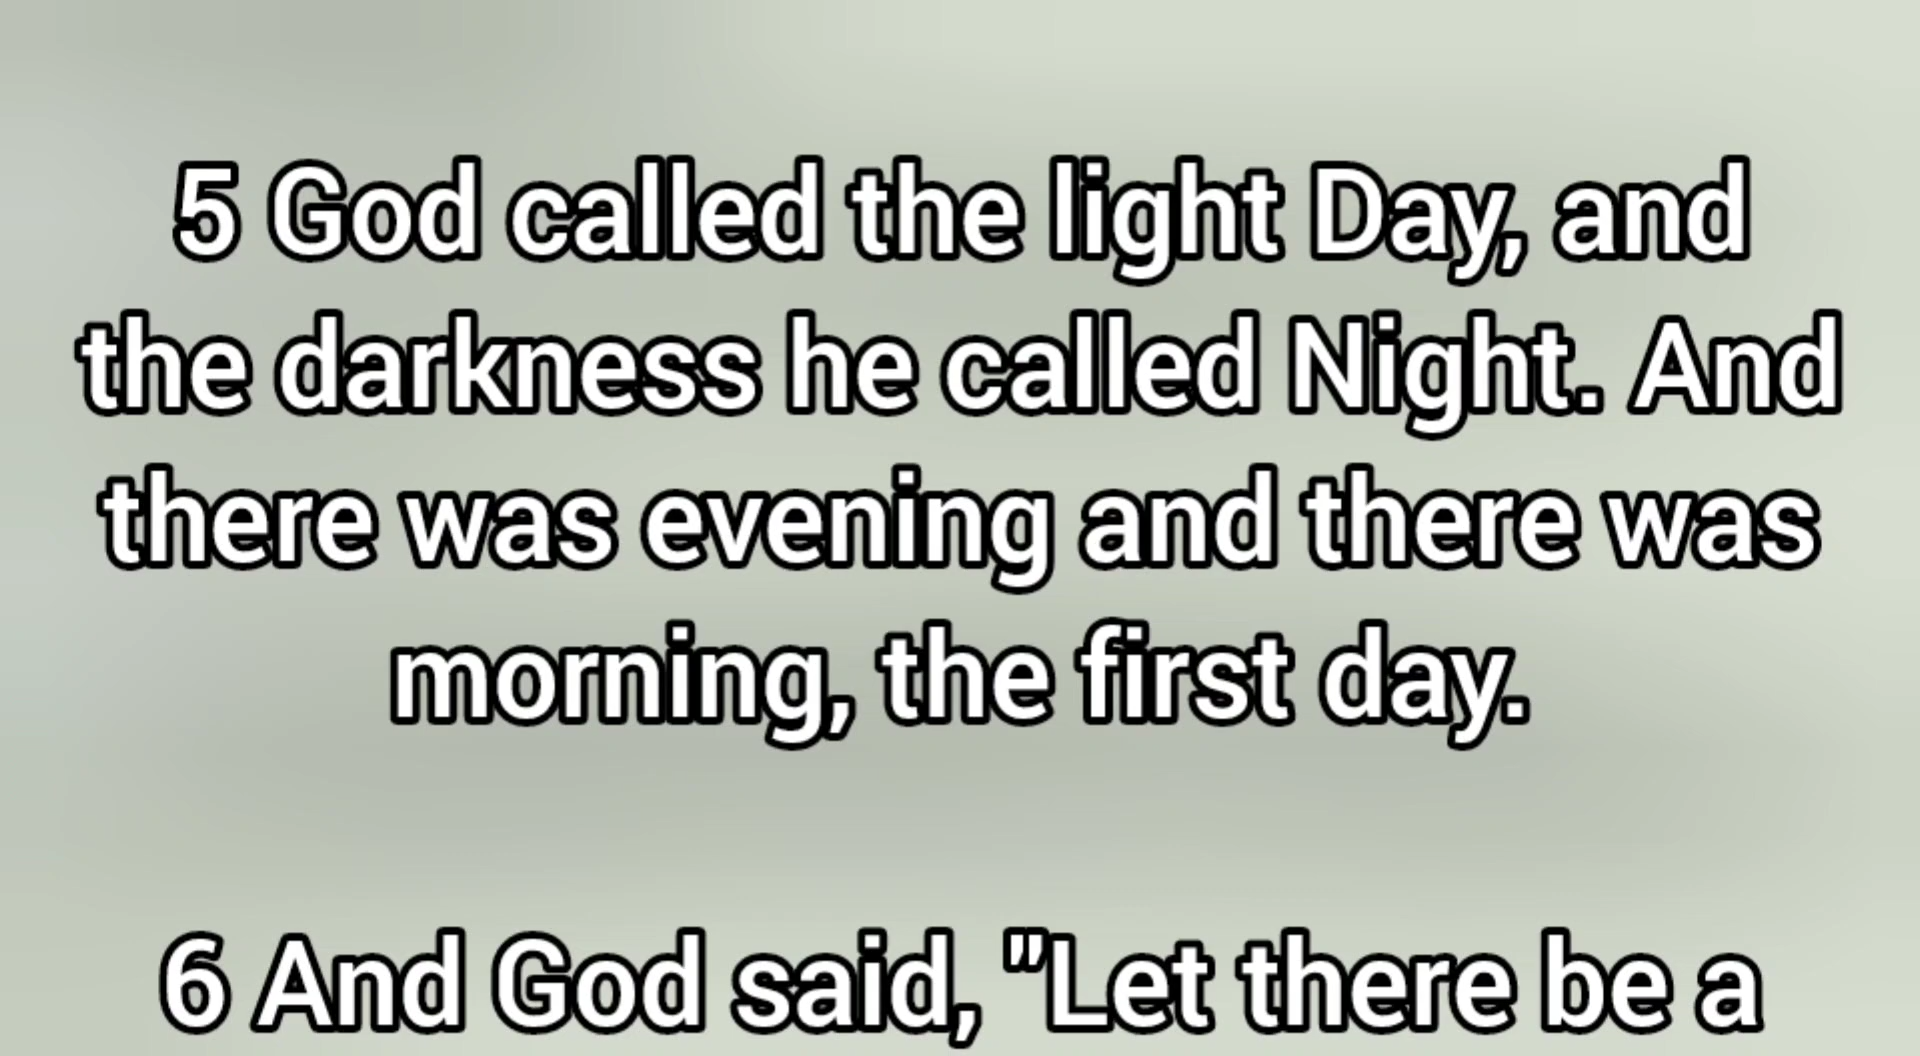 5 God called the light Day, and
the darkness he called Night. And
there was evening and there was
morning, the first day.
6 And God said, "Let there be a